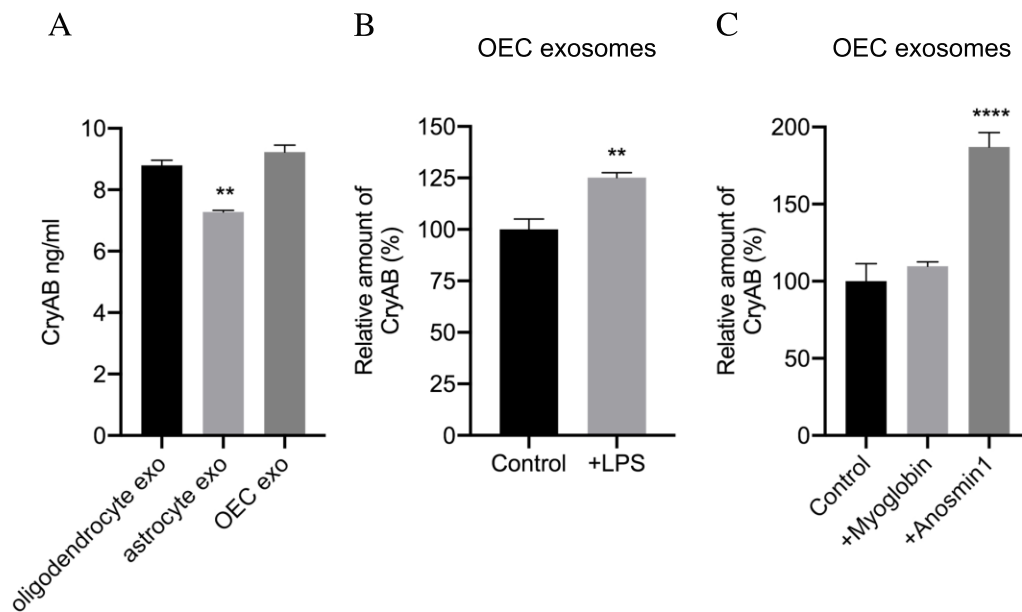 A
CryAB ng/ml
10
8
6
4
2
0
**
oligodendrocyte exo
astrocyte exo
OEC exo
B
OEC exosomes
Relative amount of
CryAB (%)
150
125
100
75
50
25
0
**
Control
+LPS
C
OEC exosomes
Relative amount of
CryAB (%)
200
150
100
50
0
****
Control
+Myoglobin
+Anosmin1